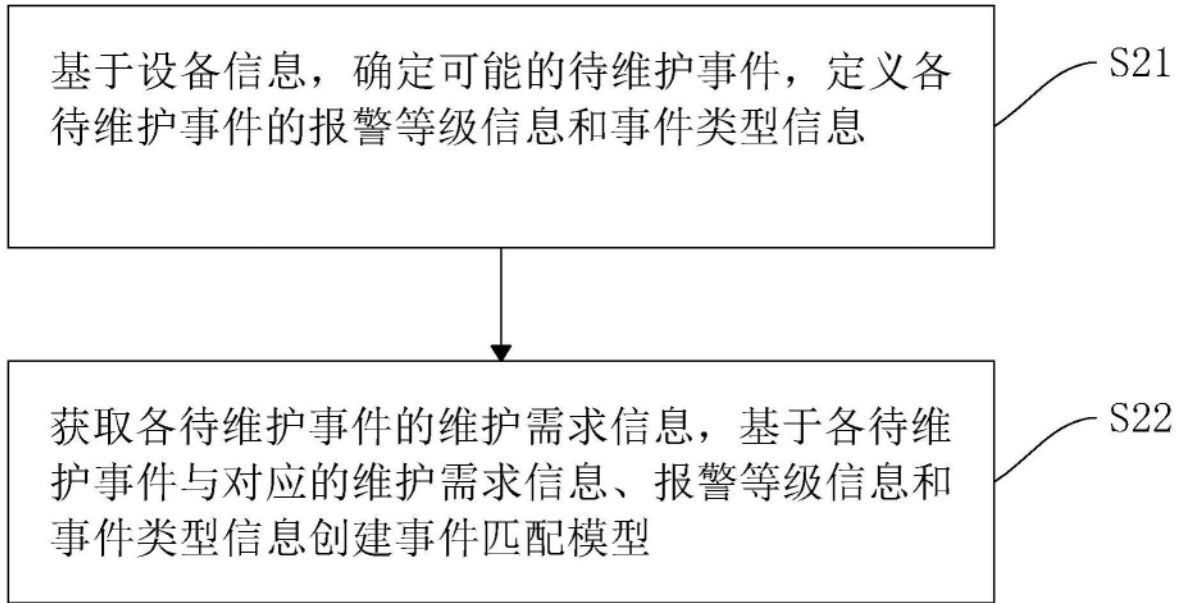 基于设备信息，确定可能的待维护事件，定义各
待维护事件的报警等级信息和事件类型信息
S21
获取各待维护事件的维护需求信息，基于各待维
护事件与对应的维护需求信息、报警等级信息和
事件类型信息创建事件匹配模型
S22